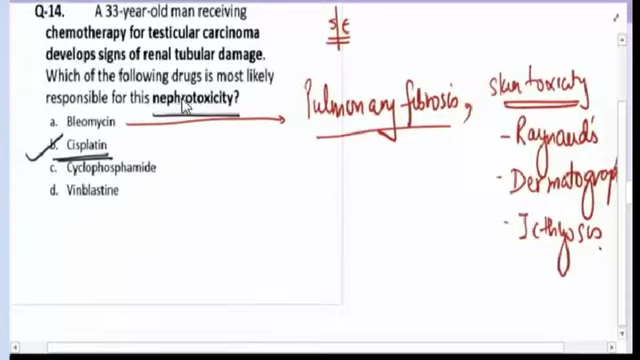 Q-14. A 33-year-old man receiving
chemotherapy for testicular carcinoma
develops signs of renal tubular damage.
Which of the following drugs is most likely
responsible for this nephrotoxicity?
a. Bleomycin
b. Cisplatin
c. Cyclophosphamide
d. Vinblastine
S E
Pulmonary fibrosis,
skin toxicity
- Raynaud's
- Dermatograp
- Icthyosis